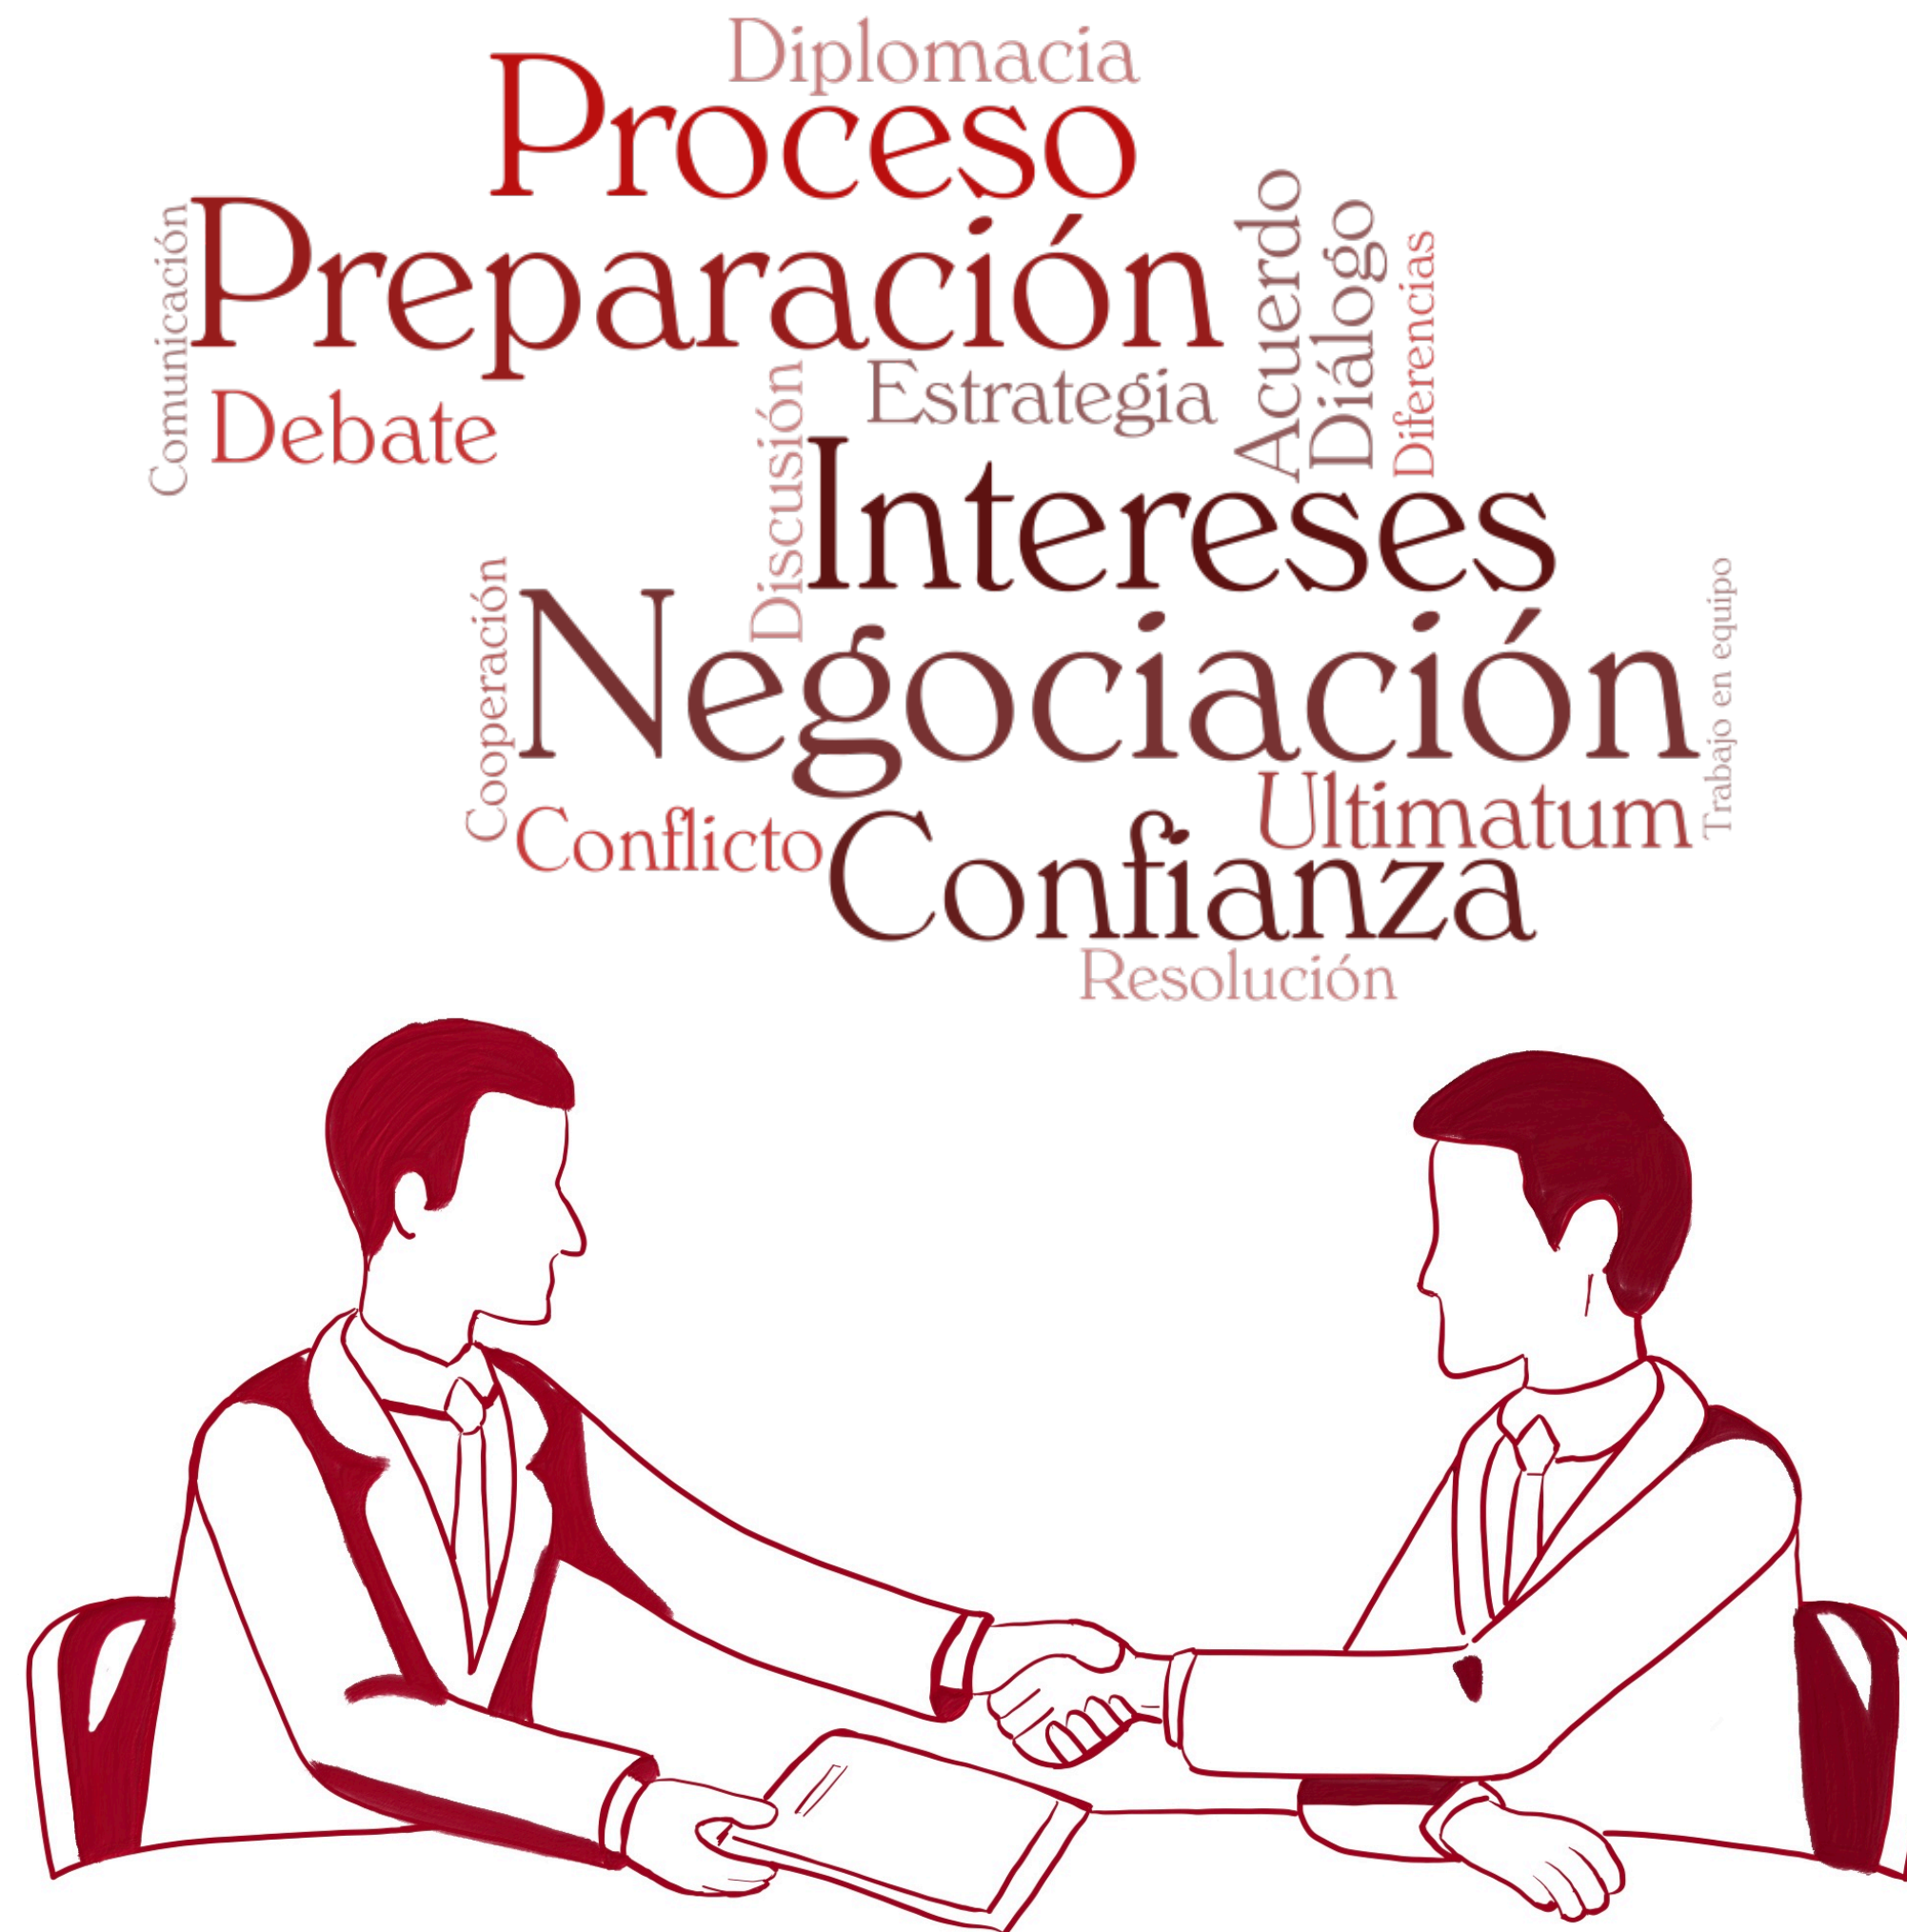 Diplomacia
Proceso
Comunicación
Preparación
Acuerdo
Diálogo
Diferencias
Debate
Discusión
Estrategia
Intereses
Cooperación
Negociación
Trabajo en equipo
Conflicto
Confianza
Ultimatum
Resolución